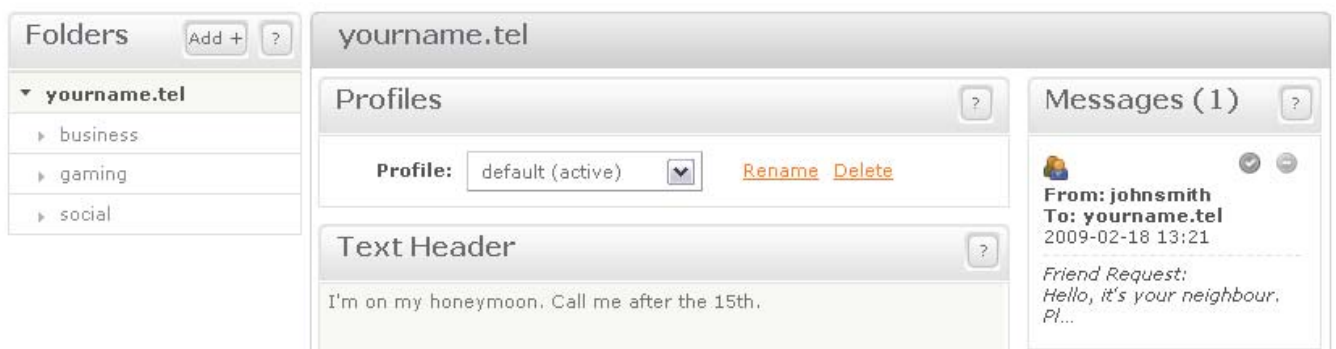 Folders
Add +
?
yourname.tel
business
gaming
social
yourname.tel
Profiles
?
Profile: default (active) Rename Delete
Text Header
?
I'm on my honeymoon. Call me after the 15th.
Messages (1)
?
From: johnsmith
To: yourname.tel
2009-02-18 13:21
Friend Request:
Hello, it's your neighbour.
Pl...